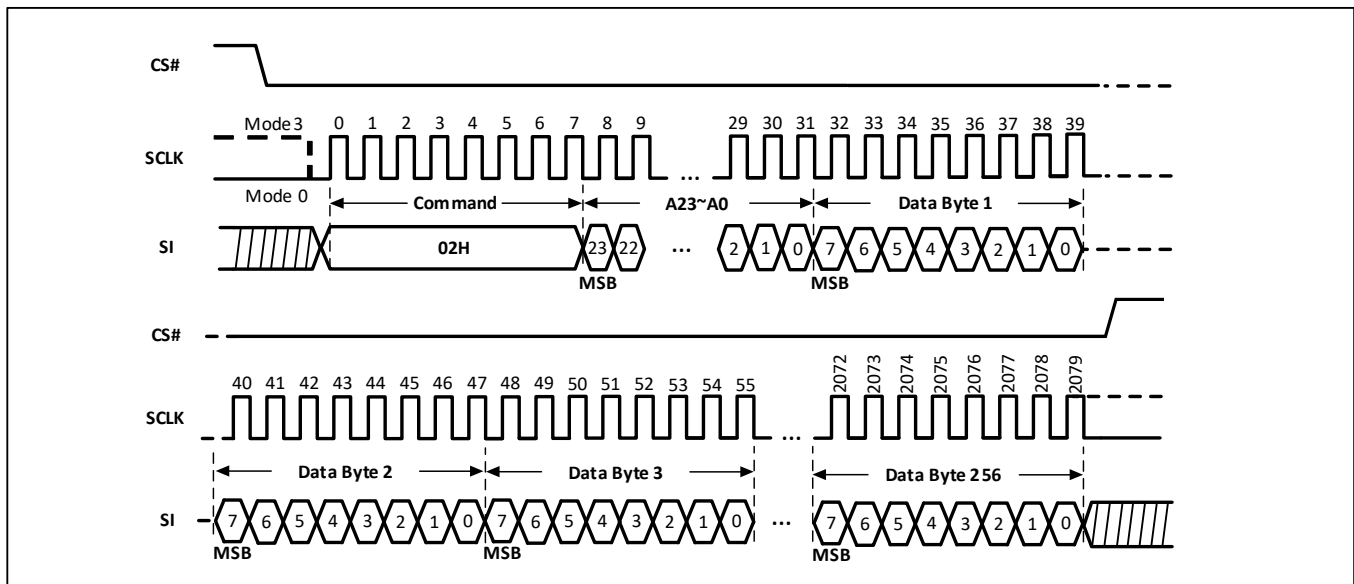 CS#
Mode 3 0 1 2 3 4 5 6 7 8 9 29 30 31 32 33 34 35 36 37 38 39
SCLK ... ...
Mode 0 Command A23~A0 Data Byte 1
SI 02H 23 22 ... 2 1 0 7 6 5 4 3 2 1 0
MSB MSB
CS#
40 41 42 43 44 45 46 47 48 49 50 51 52 53 54 55 2072 2073 2074 2075 2076 2077 2078 2079
SCLK ...
Data Byte 2 Data Byte 3 Data Byte 256
SI 7 6 5 4 3 2 1 0 7 6 5 4 3 2 1 0 ... 7 6 5 4 3 2 1 0
MSB MSB MSB